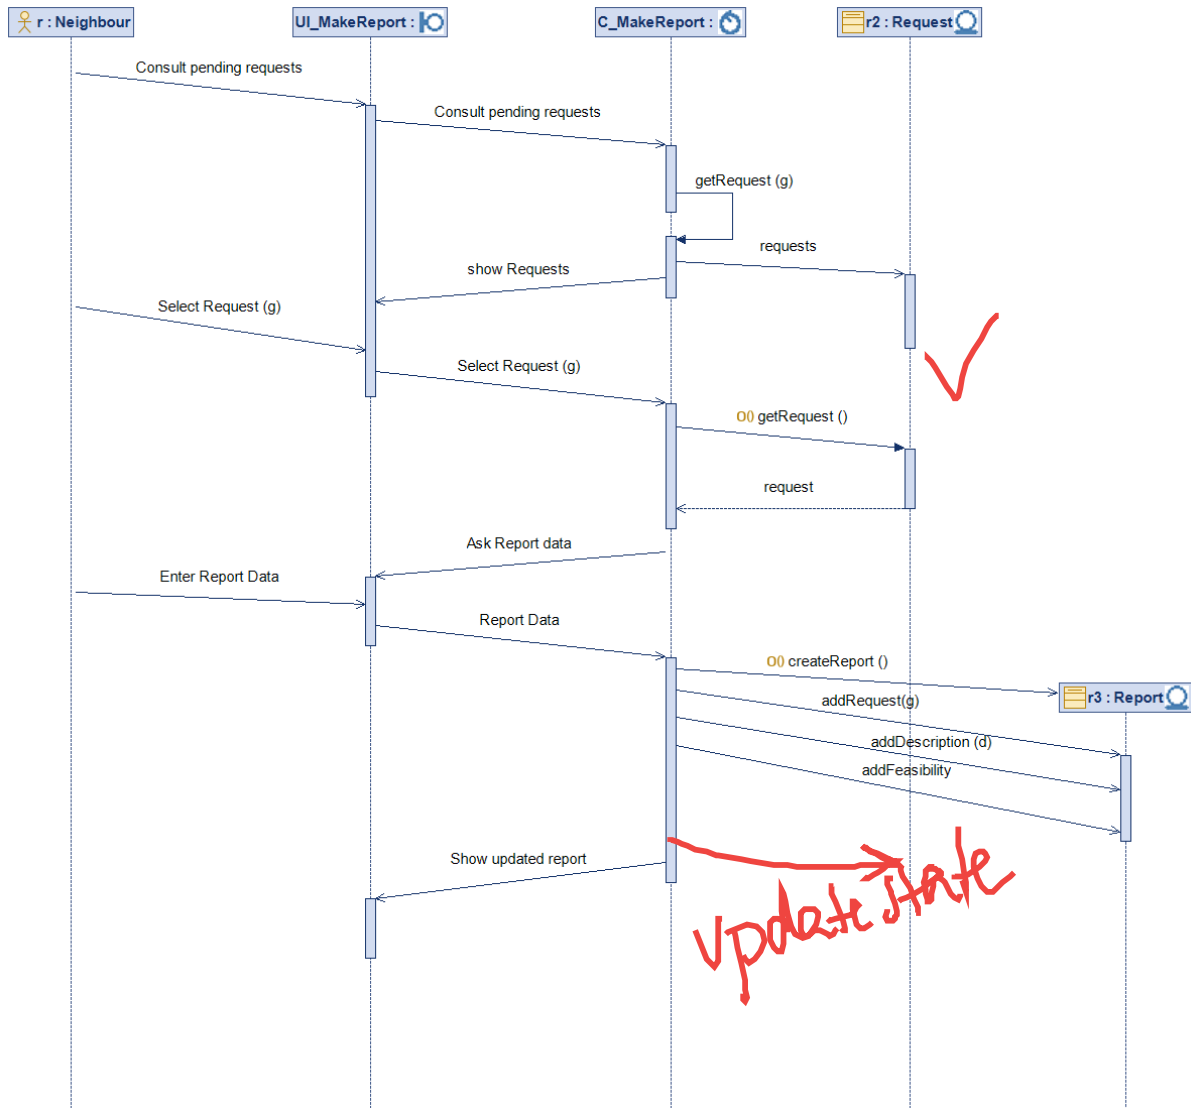 r : Neighbour
UI_MakeReport :
C_MakeReport :
r2 : Request
Consult pending requests
Consult pending requests
getRequest (g)
requests
show Requests
Select Request (g)
Select Request (g)
O() getRequest ()
request
Ask Report data
Enter Report Data
Report Data
O() createReport ()
r3 : Report
addRequest(g)
addDescription (d)
addFeasibility
Show updated report
update state